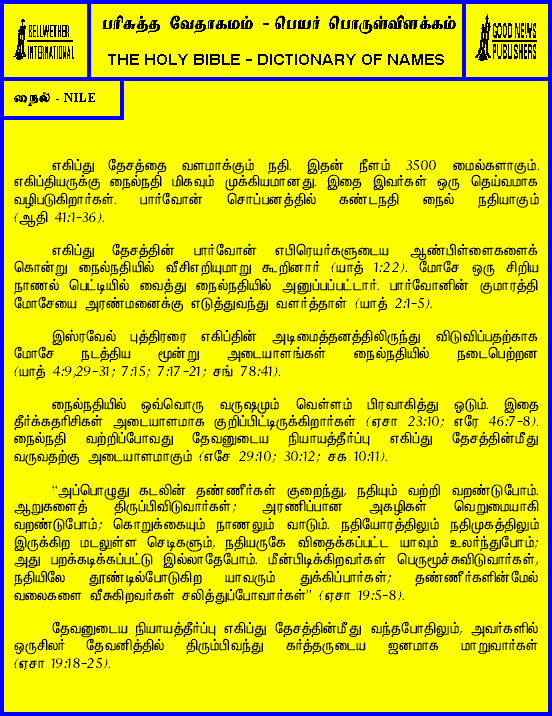 BELLWETHER
INTERNATIONAL
பரிசுத்த வேதாகமம் - பெயர் பொருள்விளக்கம்
THE HOLY BIBLE - DICTIONARY OF NAMES
GOOD NEWS
PUBLISHERS
நைல் - NILE
எகிப்து தேசத்தை வளமாக்கும் நதி. இதன் நீளம் 3500 மைல்களாகும்.
எகிப்தியருக்கு நைல்நதி மிகவும் முக்கியமானது. இதை இவர்கள் ஒரு தெய்வமாக
வழிபடுகிறார்கள். பார்வோன் சொப்பனத்தில் கண்டநதி நைல் நதியாகும்
(ஆதி 41:1-36).
எகிப்து தேசத்தின் பார்வோன் எபிரெயர்களுடைய ஆண்பிள்ளைகளைக்
கொன்று நைல்நதியில் வீசிஎறியுமாறு கூறினார் (யாத் 1:22). மோசே ஒரு சிறிய
நாணல் பெட்டியில் வைத்து நைல்நதியில் அனுப்பப்பட்டார். பார்வோனின் குமாரத்தி
மோசேயை அரண்மனைக்கு எடுத்துவந்து வளர்த்தாள் (யாத் 2:1-5).
இஸ்ரவேல் புத்திரரை எகிப்தின் அடிமைத்தனத்திலிருந்து விடுவிப்பதற்காக
மோசே நடத்திய மூன்று அடையாளங்கள் நைல்நதியில் நடைபெற்றன
(யாத் 4:9,29-31; 7:15; 7:17-21; சங் 78:41).
நைல்நதியில் ஒவ்வொரு வருஷமும் வெள்ளம் பிரவாகித்து ஓடும். இதை
தீர்க்கதரிசிகள் அடையாளமாக குறிப்பிட்டிருக்கிறார்கள் (ஏசா 23:10; எரே 46:7-8).
நைல்நதி வற்றிப்போவது தேவனுடைய நியாயத்தீர்ப்பு எகிப்து தேசத்தின்மீது
வருவதற்கு அடையாளமாகும் (எசே 29:10; 30:12; சக 10:11).
"அப்பொழுது கடலின் தண்ணீர்கள் குறைந்து, நதியும் வற்றி வறண்டுபோம்.
ஆறுகளைத் திருப்பிவிடுவார்கள்; அரணிப்பான அகழிகள் வெறுமையாகி
வறண்டுபோம்; கொறுக்கையும் நாணலும் வாடும். நதியோரத்திலும் நதிமுகத்திலும்
இருக்கிற மடலுள்ள செடிகளும், நதியருகே விதைக்கப்பட்ட யாவும் உலர்ந்துபோம்;
அது பறக்கடிக்கப்பட்டு இல்லாதேபோம். மீன்பிடிக்கிறவர்கள் பெருமூச்சுவிடுவார்கள்,
நதியிலே தூண்டில்போடுகிற யாவரும் துக்கிப்பார்கள்; தண்ணீர்களின்மேல்
வலைகளை வீசுகிறவர்கள் சலித்துப்போவார்கள்" (ஏசா 19:5-8).
தேவனுடைய நியாயத்தீர்ப்பு எகிப்து தேசத்தின்மீது வந்தபோதிலும், அவர்களில்
ஒருசிலர் தேவனித்தில் திரும்பிவந்து கர்த்தருடைய ஜனமாக மாறுவார்கள்
(ஏசா 19:18-25).